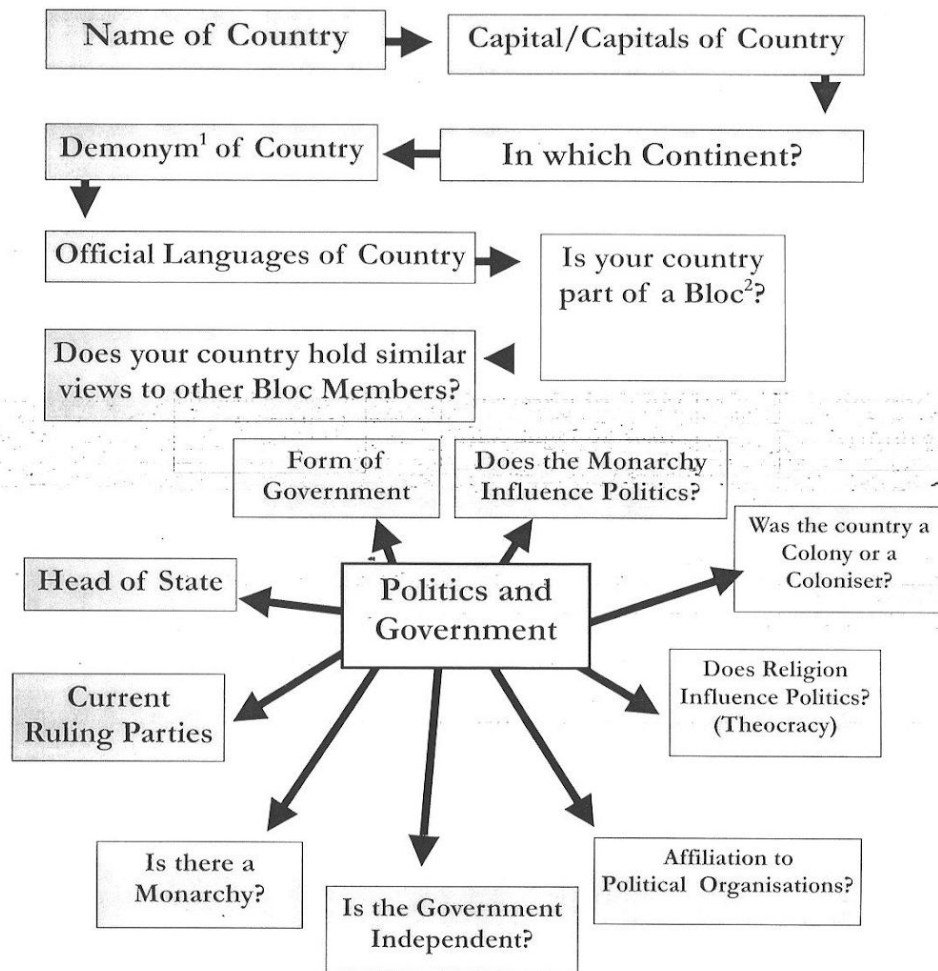 Name of Country
Capital/Capitals of Country
In which Continent?
Demonym¹ of Country
Official Languages of Country
Is your country
part of a Bloc²?
Does your country hold similar
views to other Bloc Members?
Form of
Government
Does the Monarchy
Influence Politics?
Was the country a
Colony or a
Coloniser?
Head of State
Politics and
Government
Does Religion
Influence Politics?
(Theocracy)
Current
Ruling Parties
Is there a
Monarchy?
Is the Government
Independent?
Affiliation to
Political Organisations?